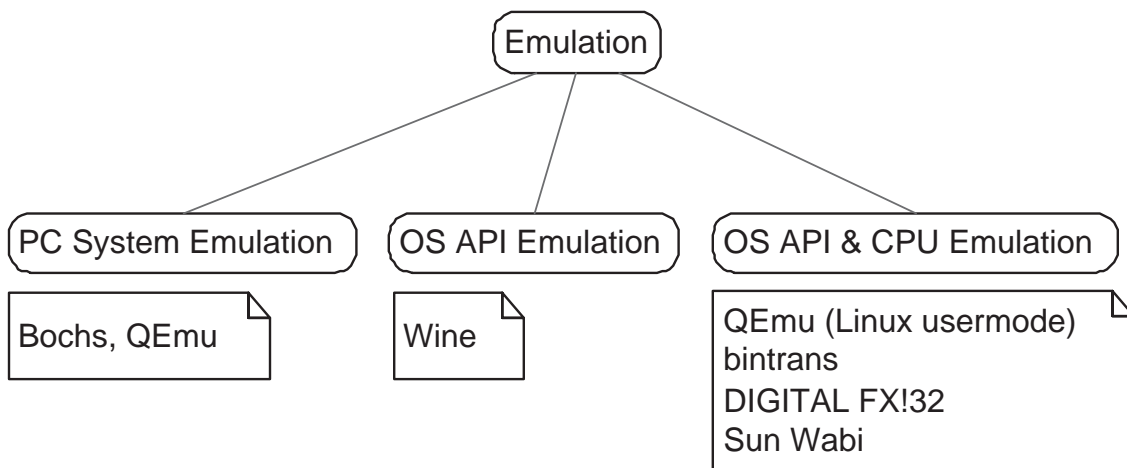 Emulation
PC System Emulation
OS API Emulation
OS API & CPU Emulation
Bochs, QEmu
Wine
QEmu (Linux usermode)
bintrans
DIGITAL FX!32
Sun Wabi